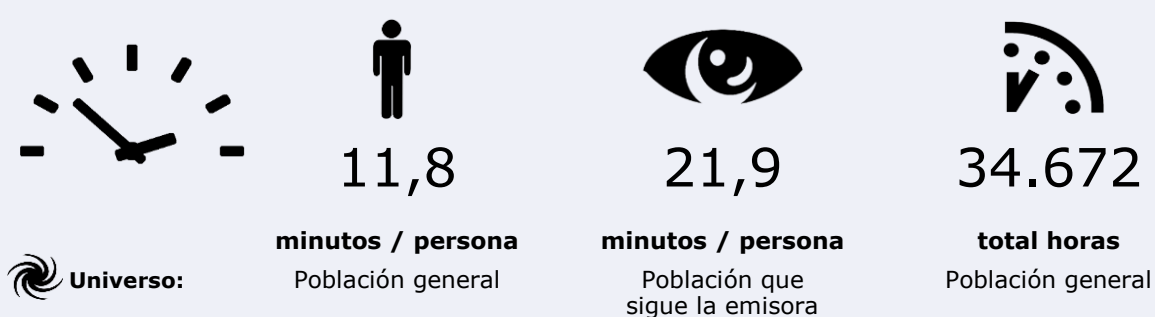 11,8
21,9
34.672
minutos / persona
minutos / persona
total horas
Universo:
Población general
Población que
sigue la emisora
Población general